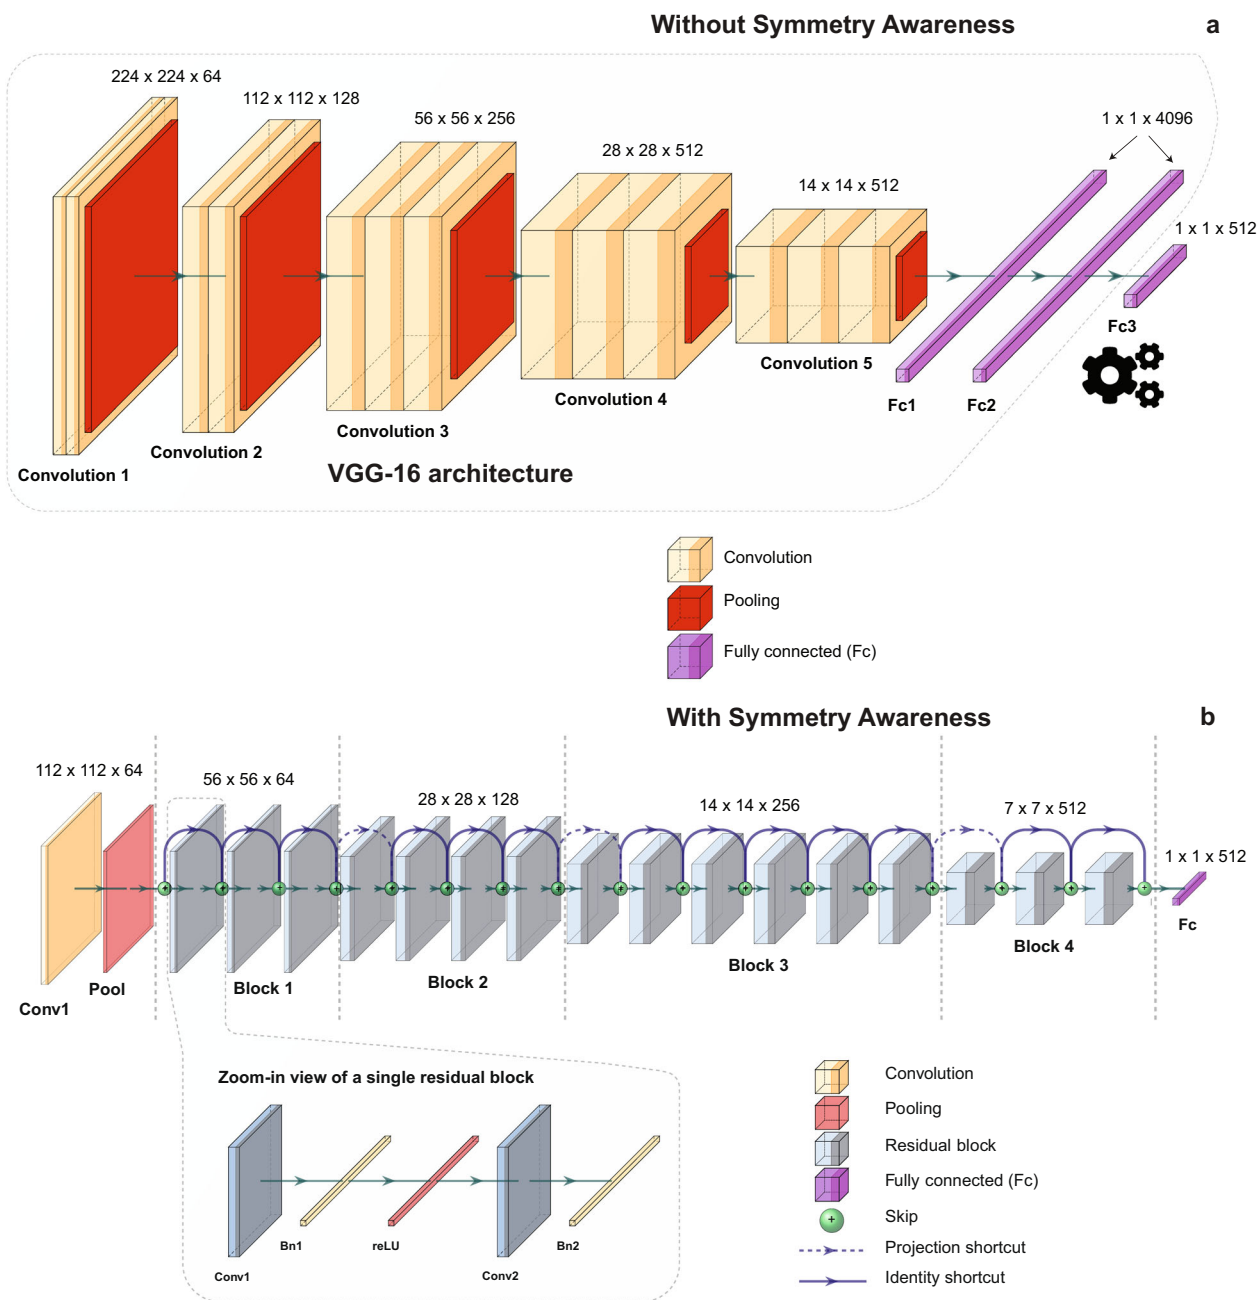 Without Symmetry Awareness
a
224 x 224 x 64
112 x 112 x 128
56 x 56 x 256
28 x 28 x 512
14 x 14 x 512
1 x 1 x 4096
1 x 1 x 512
Convolution 1
Convolution 2
Convolution 3
Convolution 4
Convolution 5
Fc1
Fc2
Fc3
VGG-16 architecture
Convolution
Pooling
Fully connected (Fc)
With Symmetry Awareness
b
112 x 112 x 64
56 x 56 x 64
28 x 28 x 128
14 x 14 x 256
7 x 7 x 512
1 x 1 x 512
Conv1
Pool
Block 1
Block 2
Block 3
Block 4
Fc
Zoom-in view of a single residual block
Conv1
Bn1
reLU
Conv2
Bn2
Convolution
Pooling
Residual block
Fully connected (Fc)
Skip
Projection shortcut
Identity shortcut